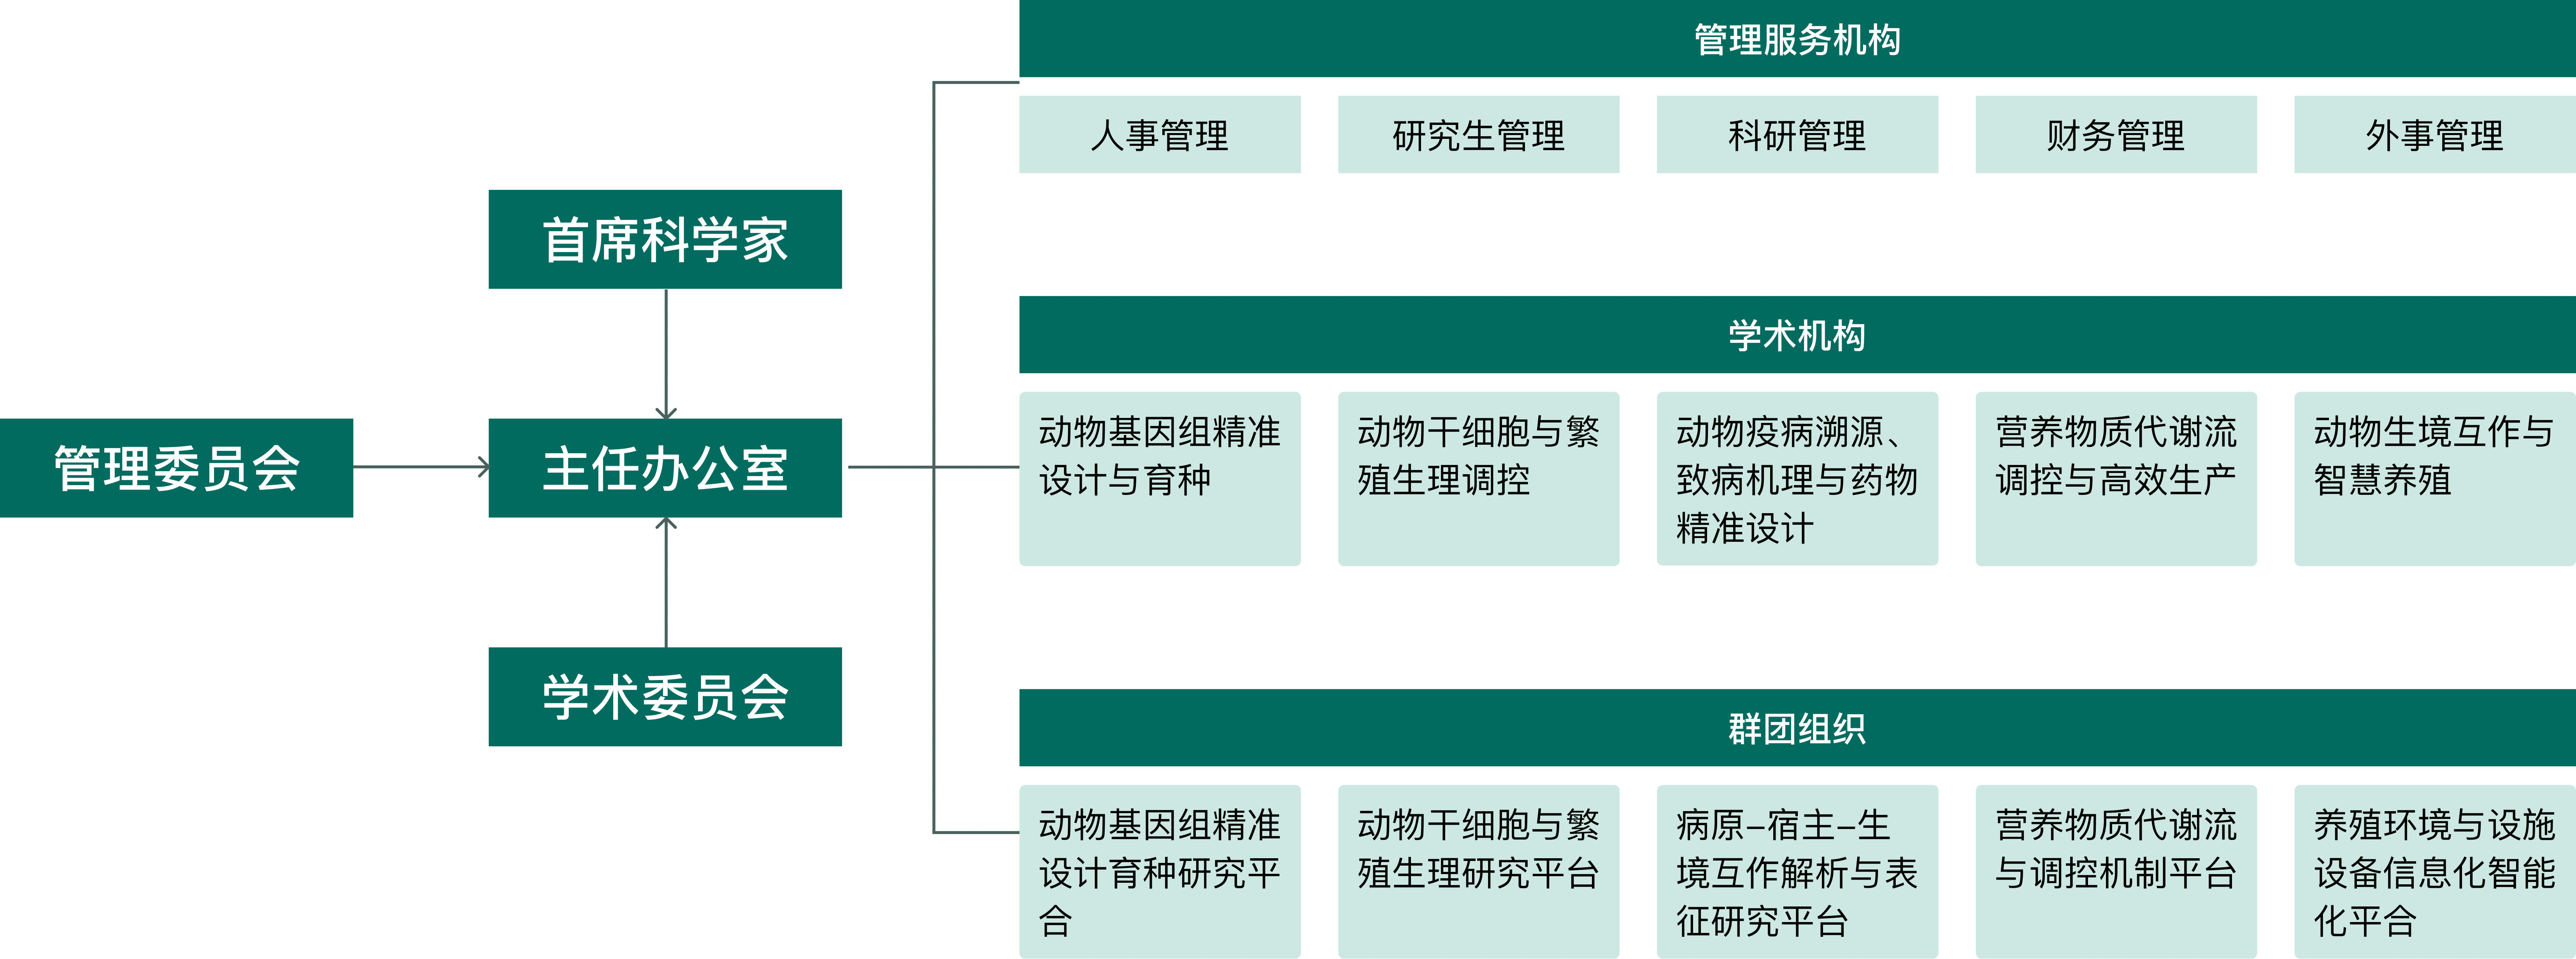 管理服务机构
人事管理
研究生管理
科研管理
财务管理
外事管理
首席科学家
管理委员会
主任办公室
学术委员会
学术机构
动物基因组精准
设计与育种
动物干细胞与繁
殖生理调控
动物疫病溯源、
致病机理与药物
精准设计
营养物质代谢流
调控与高效生产
动物生境互作与
智慧养殖
群团组织
动物基因组精准
设计育种研究平
合
动物干细胞与繁
殖生理研究平台
病原–宿主–生
境互作解析与表
征研究平台
营养物质代谢流
与调控机制平台
养殖环境与设施
设备信息化智能
化平合